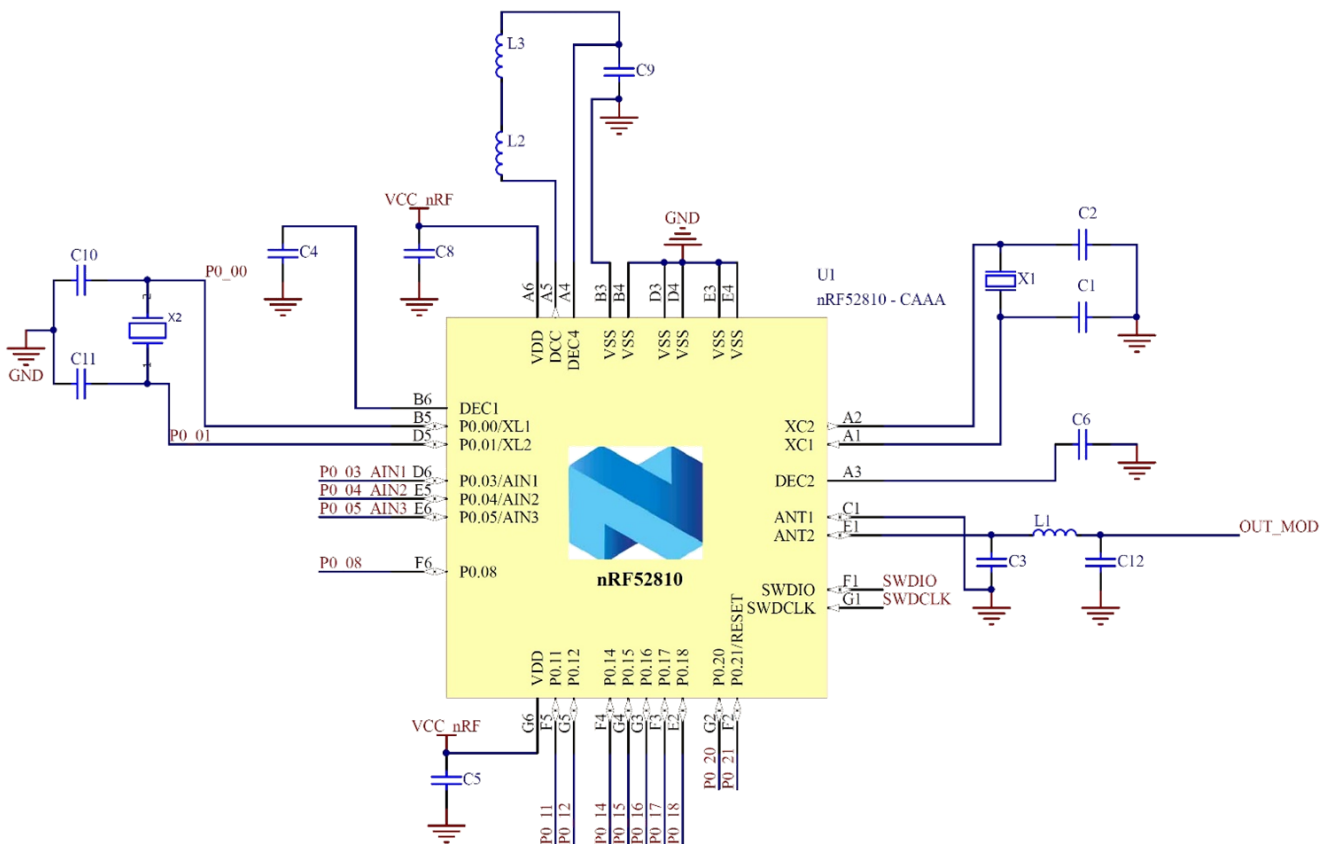 L3
C9
L2
VCC_nRF
GND
C4
C8
C2
C10
P0_00
U1
nRF52810 - CAAA
X1
C1
2
X2
1
C11
GND
P0_01
A6
A5
A4
B3
B4
D3
D4
E3
E4
VDD
DCC
DEC4
VSS
VSS
VSS
VSS
VSS
VSS
B6
DEC1
B5
P0.00/XL1
D5
P0.01/XL2
P0_03_AIN1
D6
P0.03/AIN1
P0_04_AIN2
E5
P0.04/AIN2
P0_05_AIN3
E6
P0.05/AIN3
P0_08
F6
P0.08
XC2
A2
XC1
A1
C6
DEC2
A3
ANT1
C1
ANT2
E1
L1
OUT_MOD
C3
C12
nRF52810
SWDIO
F1
SWDIO
SWDCLK
G1
SWDCLK
VDD
P0.11
P0.12
P0.14
P0.15
P0.16
P0.17
P0.18
P0.20
P0.21/RESET
G6
F5
G5
F4
G4
G3
F3
E2
G2
F2
VCC_nRF
C5
P0_20
P0_21
P0_11
P0_12
P0_14
P0_15
P0_16
P0_17
P0_18